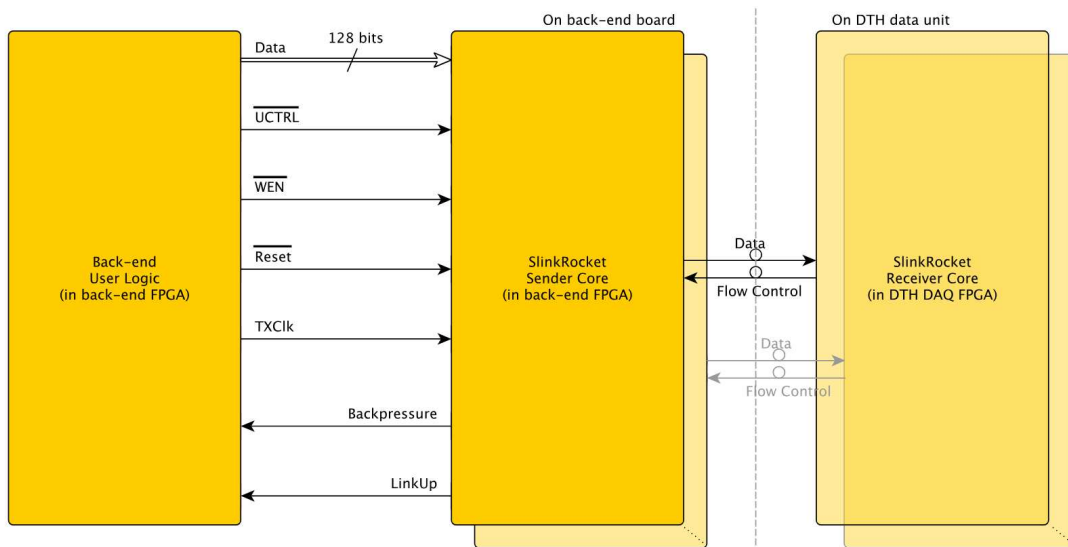 On back-end board
On DTH data unit
Data
128 bits
UCTRL
WEN
Reset
TXClk
Backpressure
LinkUp
Back-end
User Logic
(in back-end FPGA)
SlinkRocket
Sender Core
(in back-end FPGA)
Data
Flow Control
Data
Flow Control
SlinkRocket
Receiver Core
(in DTH DAQ FPGA)